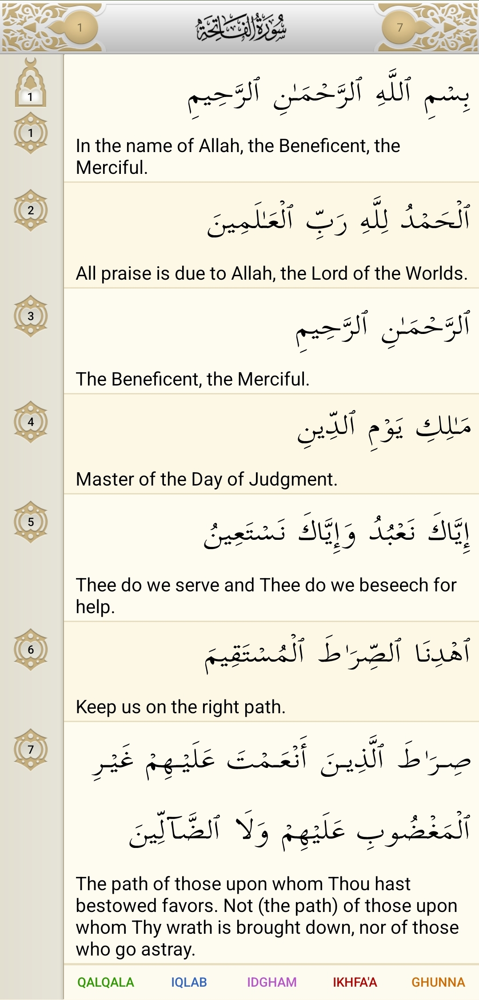 1
سُورَةُ الْفَاتِحَةِ
7
1
1
بِسْمِ ٱللَّهِ ٱلرَّحْمَـٰنِ ٱلرَّحِيمِ
In the name of Allah, the Beneficent, the
Merciful.
2
ٱلْحَمْدُ لِلَّهِ رَبِّ ٱلْعَـٰلَمِينَ
All praise is due to Allah, the Lord of the Worlds.
3
ٱلرَّحْمَـٰنِ ٱلرَّحِيمِ
The Beneficent, the Merciful.
4
مَـٰلِكِ يَوْمِ ٱلدِّينِ
Master of the Day of Judgment.
5
إِيَّاكَ نَعْبُدُ وَإِيَّاكَ نَسْتَعِينُ
Thee do we serve and Thee do we beseech for
help.
6
ٱهْدِنَا ٱلصِّرَٰطَ ٱلْمُسْتَقِيمَ
Keep us on the right path.
7
صِرَٰطَ ٱلَّذِينَ أَنْعَمْتَ عَلَيْهِمْ غَيْرِ
ٱلْمَغْضُوبِ عَلَيْهِمْ وَلَا ٱلضَّآلِّينَ
The path of those upon whom Thou hast
bestowed favors. Not (the path) of those upon
whom Thy wrath is brought down, nor of those
who go astray.
QALQALA IQLAB IDGHAM IKHFA'A GHUNNA